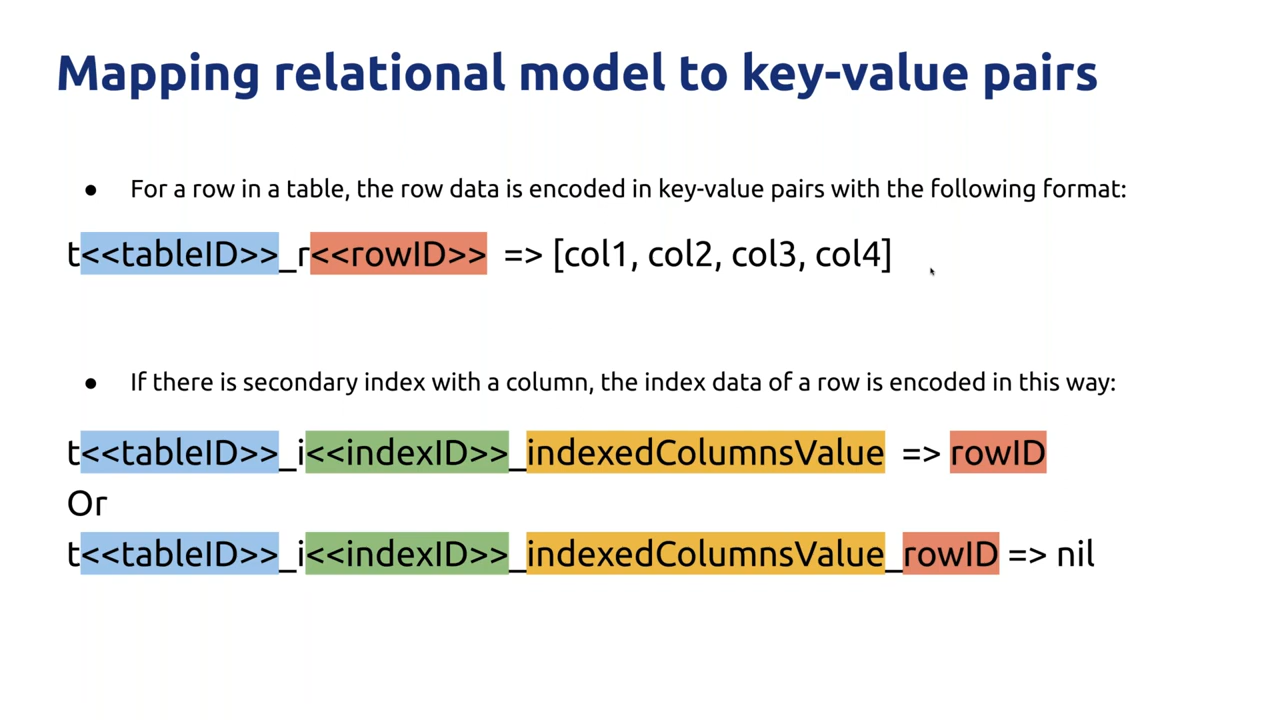 Mapping relational model to key-value pairs
● For a row in a table, the row data is encoded in key-value pairs with the following format:
t<<tableID>>_r<<rowID>> => [col1, col2, col3, col4]
● If there is secondary index with a column, the index data of a row is encoded in this way:
t<<tableID>>_i<<indexID>>_indexedColumnsValue => rowID
Or
t<<tableID>>_i<<indexID>>_indexedColumnsValue_rowID => nil